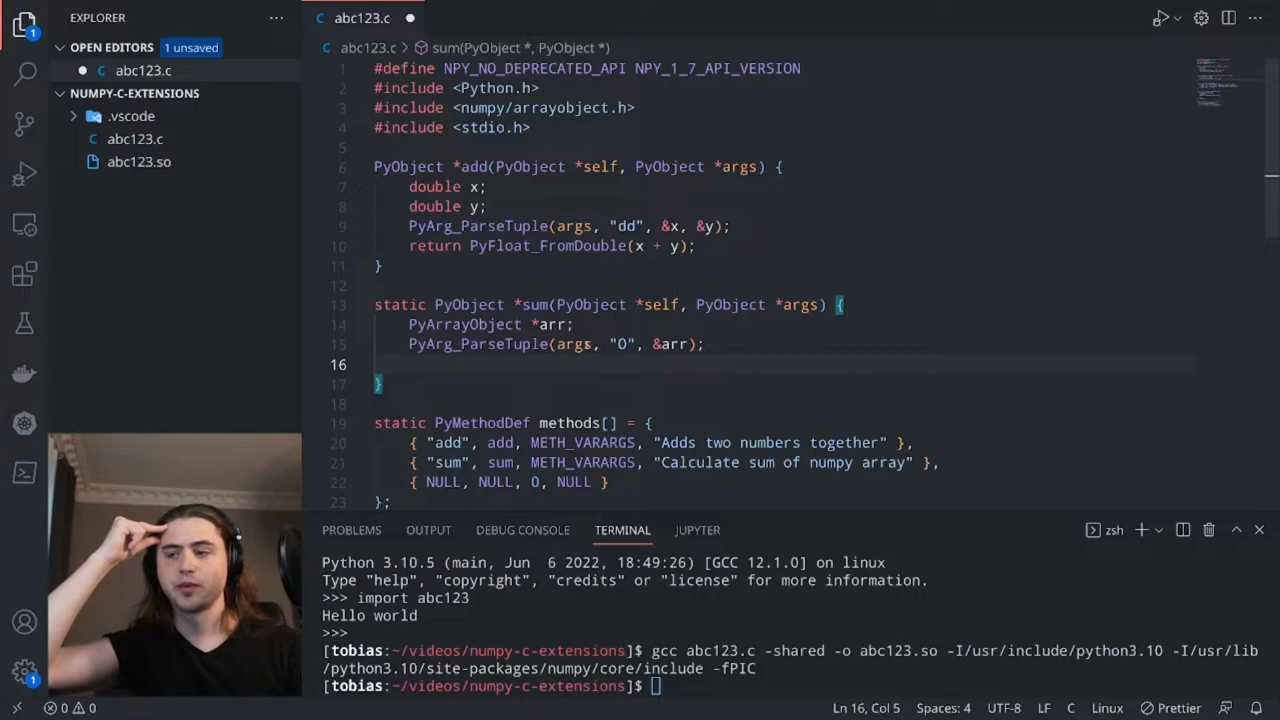 EXPLORER
OPEN EDITORS 1 unsaved
abc123.c
NUMPY-C-EXTENSIONS
.vscode
abc123.c
abc123.so
1
1
C abc123.c
C abc123.c > sum(PyObject *, PyObject *)
1 #define NPY_NO_DEPRECATED_API NPY_1_7_API_VERSION
2 #include <Python.h>
3 #include <numpy/arrayobject.h>
4 #include <stdio.h>
5
6 PyObject *add(PyObject *self, PyObject *args) {
7 double x;
8 double y;
9 PyArg_ParseTuple(args, "dd", &x, &y);
10 return PyFloat_FromDouble(x + y);
11 }
12
13 static PyObject *sum(PyObject *self, PyObject *args) {
14 PyArrayObject *arr;
15 PyArg_ParseTuple(args, "O", &arr);
16
17 }
18
19 static PyMethodDef methods[] = {
20 { "add", add, METH_VARARGS, "Adds two numbers together" },
21 { "sum", sum, METH_VARARGS, "Calculate sum of numpy array" },
22 { NULL, NULL, 0, NULL }
23 };
PROBLEMS OUTPUT DEBUG CONSOLE TERMINAL JUPYTER zsh
Python 3.10.5 (main, Jun 6 2022, 18:49:26) [GCC 12.1.0] on linux
Type "help", "copyright", "credits" or "license" for more information.
>>> import abc123
Hello world
>>>
[tobias:~/videos/numpy-c-extensions]$ gcc abc123.c -shared -o abc123.so -I/usr/include/python3.10 -I/usr/lib
/python3.10/site-packages/numpy/core/include -fPIC
[tobias:~/videos/numpy-c-extensions]$
0 0 Ln 16, Col 5 Spaces: 4 UTF-8 LF C Linux Prettier